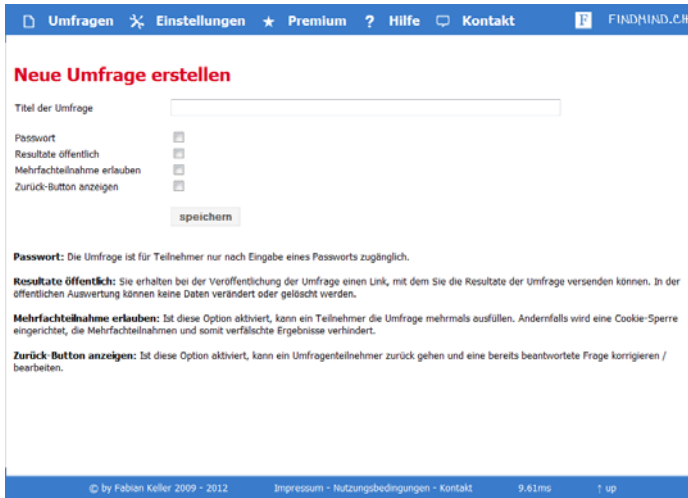 Umfragen Einstellungen Premium ? Hilfe Kontakt F FINDMIND.CH
Neue Umfrage erstellen
Titel der Umfrage
Passwort
Resultate öffentlich
Mehrfachteilnahme erlauben
Zurück-Button anzeigen
speichern
Passwort: Die Umfrage ist für Teilnehmer nur nach Eingabe eines Passworts zugänglich.
Resultate öffentlich: Sie erhalten bei der Veröffentlichung der Umfrage einen Link, mit dem Sie die Resultate der Umfrage versenden können. In der
öffentlichen Auswertung können keine Daten verändert oder gelöscht werden.
Mehrfachteilnahme erlauben: Ist diese Option aktiviert, kann ein Teilnehmer die Umfrage mehrmals ausfüllen. Andernfalls wird eine Cookie-Sperre
eingerichtet, die Mehrfachteilnahmen und somit verfälschte Ergebnisse verhindert.
Zurück-Button anzeigen: Ist diese Option aktiviert, kann ein Umfragenteilnehmer zurück gehen und eine bereits beantwortete Frage korrigieren /
bearbeiten.
© by Fabian Keller 2009 - 2012 Impressum - Nutzungsbedingungen - Kontakt 9.61ms ↑ up